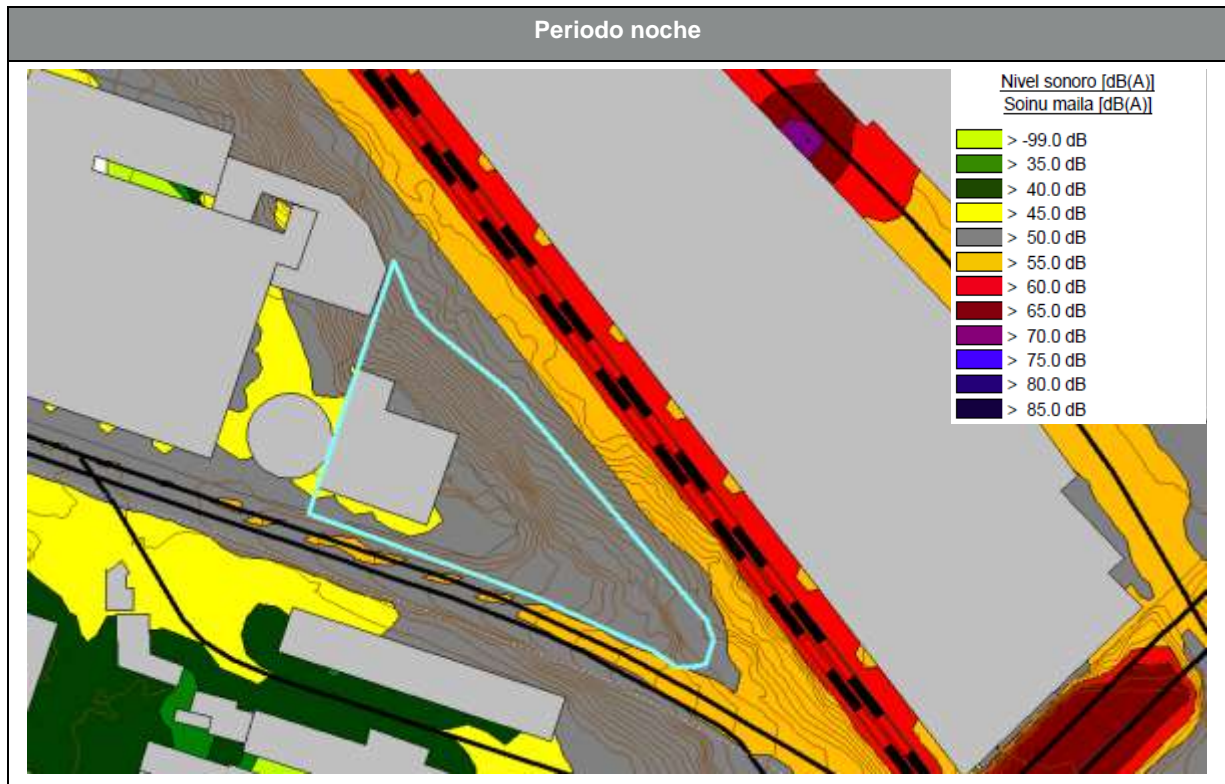 Periodo noche
Nivel sonoro [dB(A)]
Soinu maila [dB(A)]
> -99.0 dB
> 35.0 dB
> 40.0 dB
> 45.0 dB
> 50.0 dB
> 55.0 dB
> 60.0 dB
> 65.0 dB
> 70.0 dB
> 75.0 dB
> 80.0 dB
> 85.0 dB